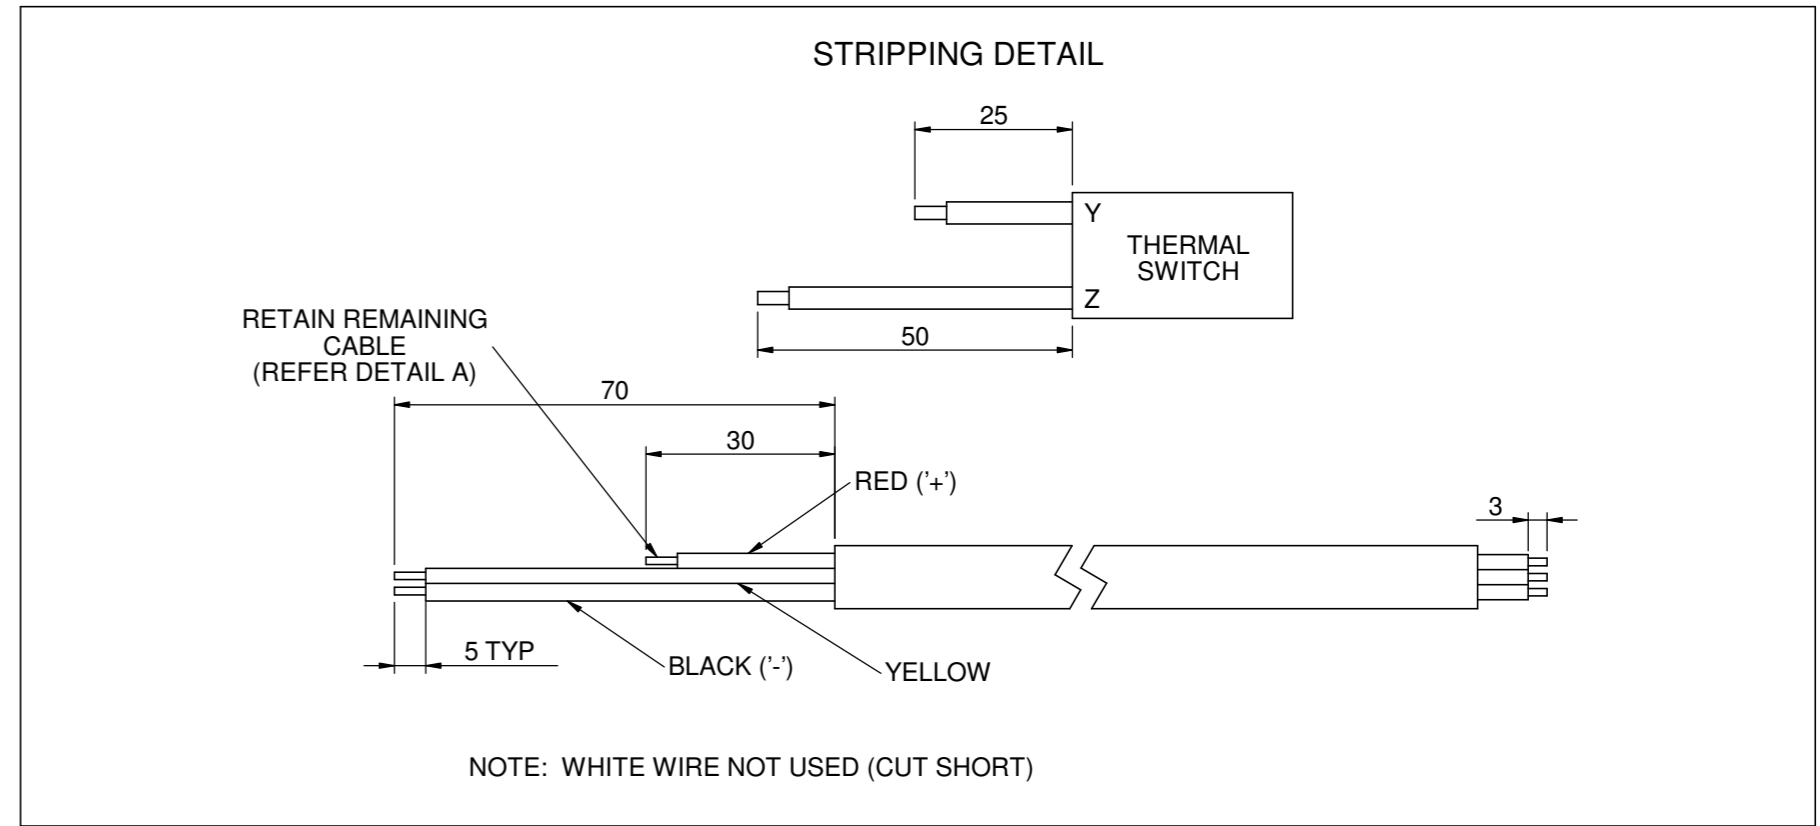 STRIPPING DETAIL
25
Y
THERMAL
SWITCH
Z
50
RETAIN REMAINING
CABLE
(REFER DETAIL A)
70
30
RED ('+')
3
5 TYP
BLACK ('-')
YELLOW
NOTE:  WHITE WIRE NOT USED (CUT SHORT)